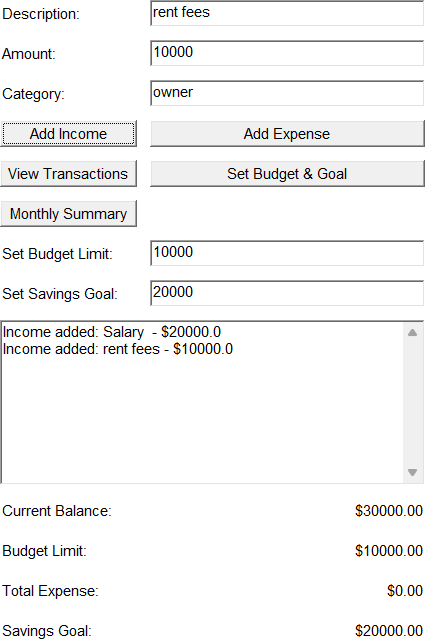 Description: rent fees
Amount: 10000
Category: owner
Add Income Add Expense
View Transactions Set Budget & Goal
Monthly Summary
Set Budget Limit: 10000
Set Savings Goal: 20000
Income added: Salary  - $20000.0
Income added: rent fees - $10000.0
Current Balance: $30000.00
Budget Limit: $10000.00
Total Expense: $0.00
Savings Goal: $20000.00